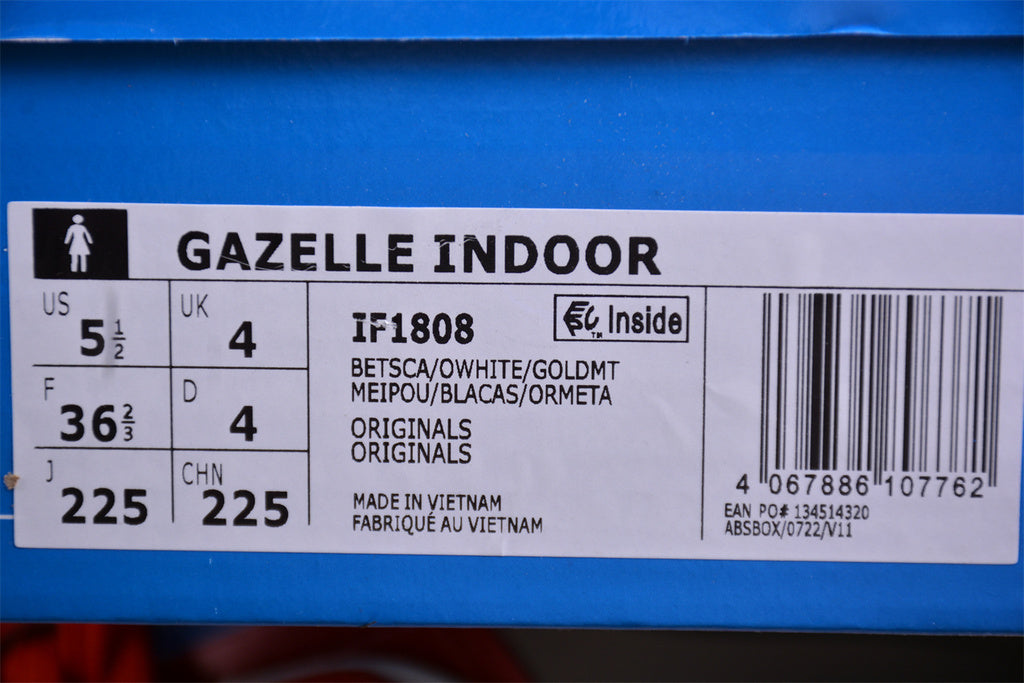 GAZELLE INDOOR
US 5 1/2
UK 4
F 36 2/3
D 4
J 225
CHN 225
IF1808
Inside
TM
BETSCA/OWHITE/GOLDMT
MEIPOU/BLACAS/ORMETA
ORIGINALS
ORIGINALS
MADE IN VIETNAM
FABRIQUÉ AU VIETNAM
4 067886 107762
EAN PO# 134514320
ABSBOX/0722/V11